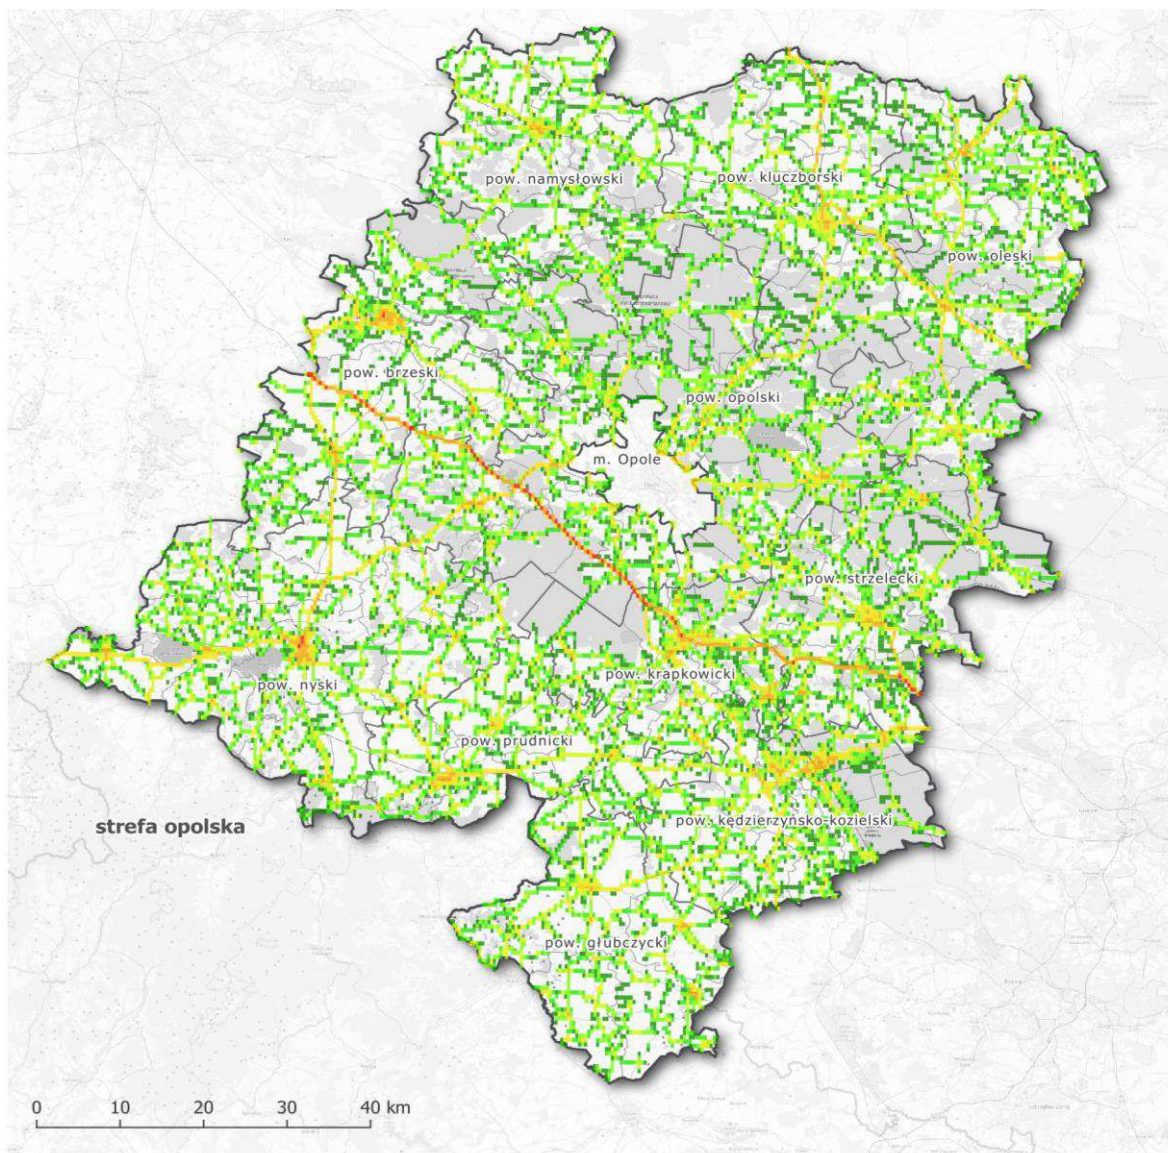 pow. namysłowski
pow. kluczborski
pow. oleski
pow. brzeski
pow. opolski
m. Opole
pow. strzelecki
pow. krapkowicki
pow. nyski
pow. prudnicki
strefa opolska
pow. kędzierzyńsko-kozielski
pow. głubczycki
0 10 20 30 40 km